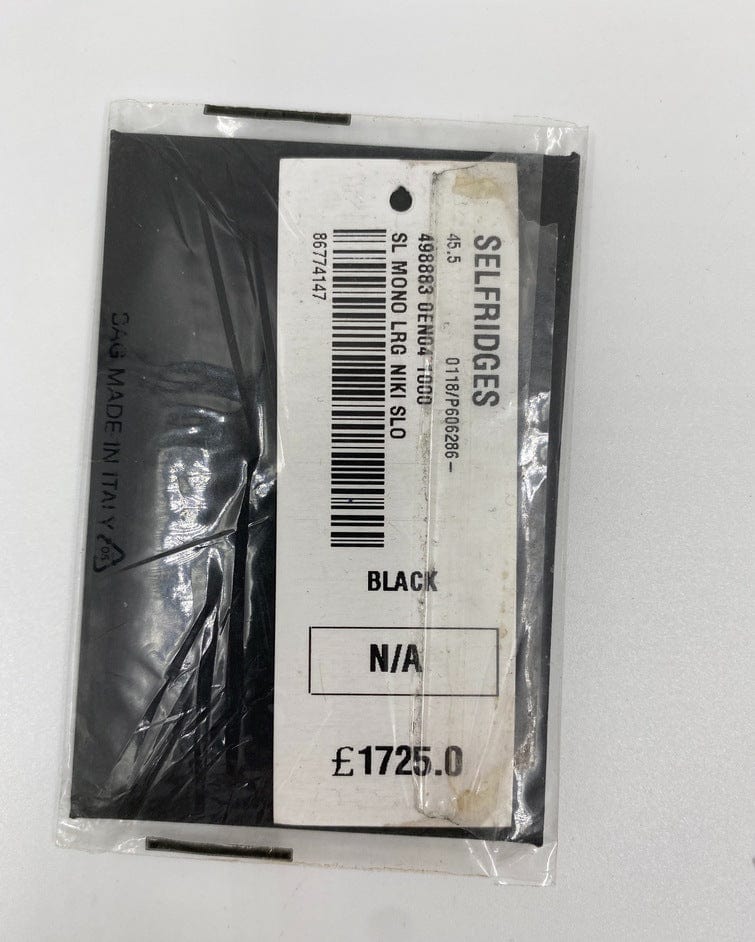 SELFRIDGES
45.5 0118/P606286-
498883 0EN04 1000
SL MONO LRG NIKI SLO
86774147
BLACK
N/A
£1725.0
BAG MADE IN ITALY